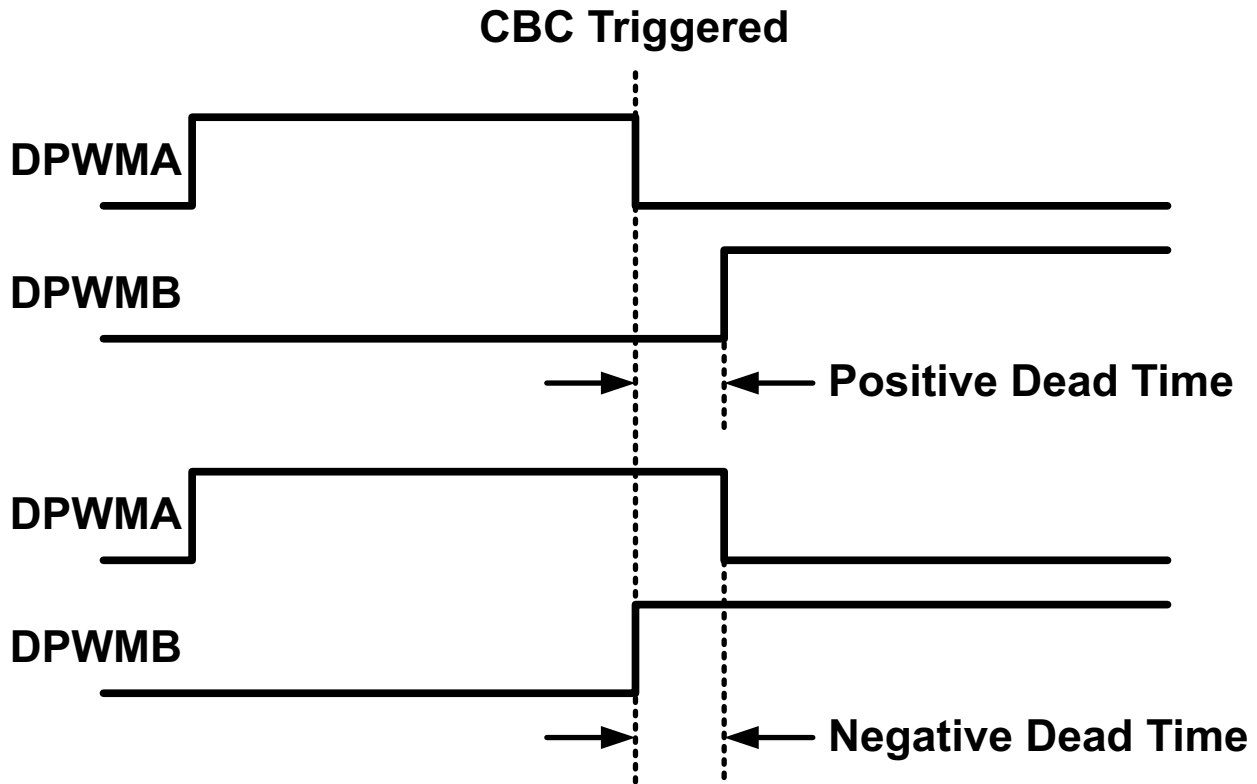 CBC Triggered
DPWMA
DPWMB
Positive Dead Time
DPWMA
DPWMB
Negative Dead Time